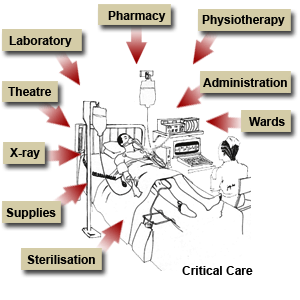 Pharmacy
Physiotherapy
Laboratory
Administration
Theatre
Wards
X-ray
Supplies
Sterilisation
Critical Care